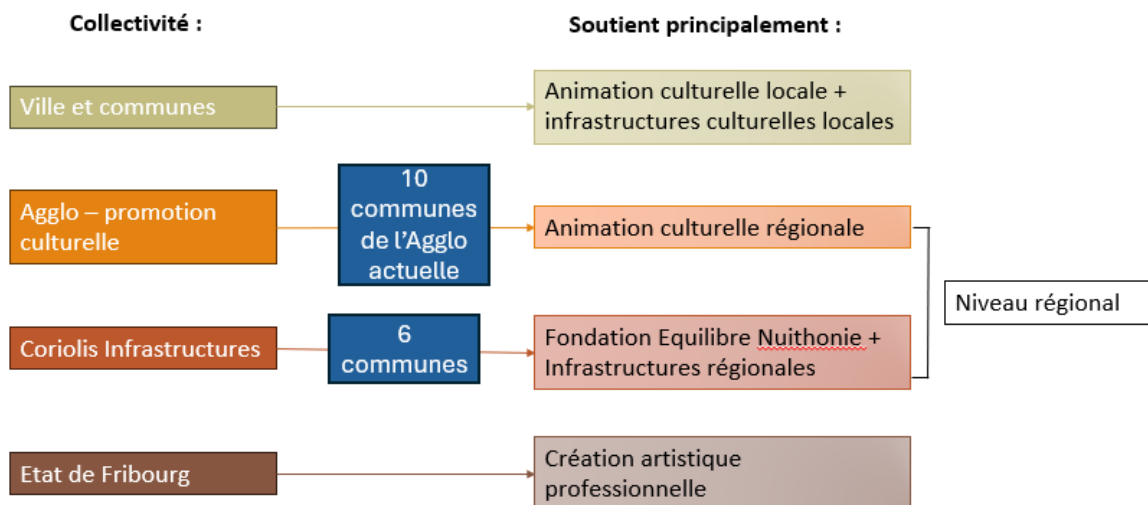 Collectivité :
Soutient principalement :
Ville et communes
Animation culturelle locale +
infrastructures culturelles locales
Agglo – promotion
culturelle
10
communes
de l’Agglo
actuelle
Animation culturelle régionale
Coriolis Infrastructures
6
communes
Fondation Equilibre Nuithonie +
Infrastructures régionales
Niveau régional
Etat de Fribourg
Création artistique
professionnelle